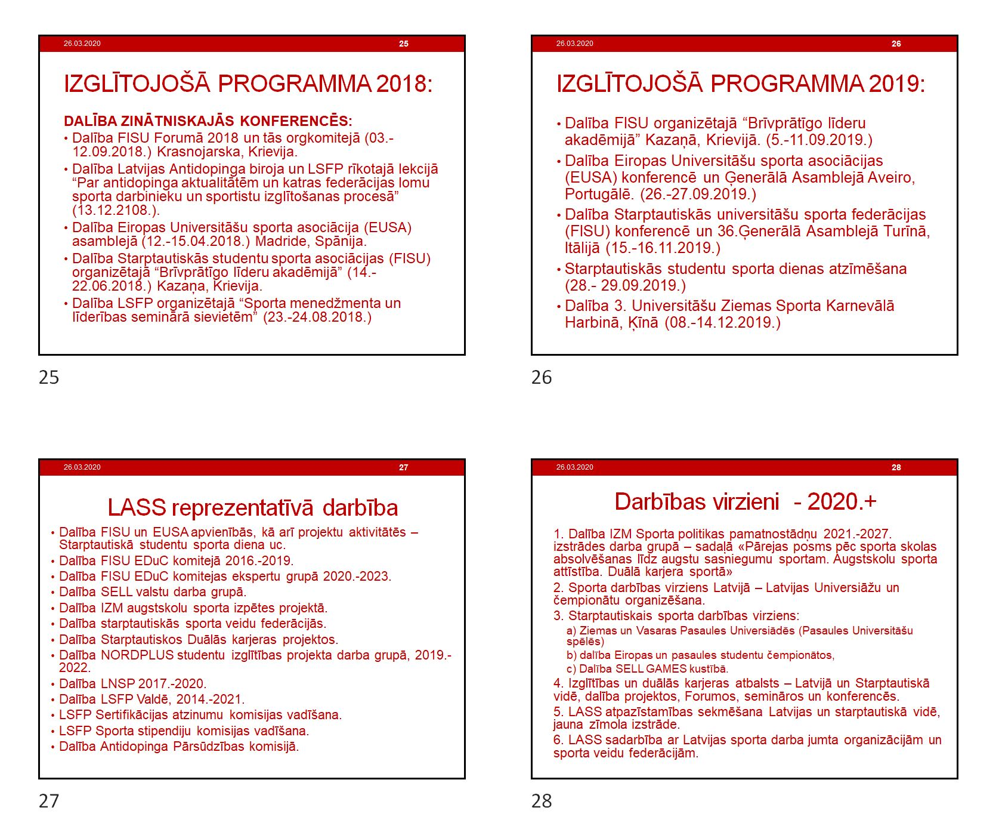 26.03.2020 25
IZGLĪTOJOŠĀ PROGRAMMA 2018:
DALĪBA ZINĀTNISKAJĀS KONFERENCĒS:
• Dalība FISU Forumā 2018 un tās orgkomitejā (03.-
12.09.2018.) Krasnojarska, Krievija.
• Dalība Latvijas Antidopinga biroja un LSFP rīkotajā lekcijā
“Par antidopinga aktualitātēm un katras federācijas lomu
sporta darbinieku un sportistu izglītošanas procesā”
(13.12.2108.).
• Dalība Eiropas Universitāšu sporta asociācija (EUSA)
asamblejā (12.-15.04.2018.) Madride, Spānija.
• Dalība Starptautiskās studentu sporta asociācijas (FISU)
organizētajā “Brīvprātīgo līderu akadēmijā” (14.-
22.06.2018.) Kazaņa, Krievija.
• Dalība LSFP organizētajā “Sporta menedžmenta un
līderības seminārā sievietēm” (23.-24.08.2018.)
25
26.03.2020 26
IZGLĪTOJOŠĀ PROGRAMMA 2019:
• Dalība FISU organizētajā “Brīvprātīgo līderu
akadēmijā” Kazaņā, Krievijā. (5.-11.09.2019.)
• Dalība Eiropas Universitāšu sporta asociācijas
(EUSA) konferencē un Ģenerālā Asamblejā Aveiro,
Portugālē. (26.-27.09.2019.)
• Dalība Starptautiskās universitāšu sporta federācijas
(FISU) konferencē un 36.Ģenerālā Asamblejā Turīnā,
Itālijā (15.-16.11.2019.)
• Starptautiskās studentu sporta dienas atzīmēšana
(28.- 29.09.2019.)
• Dalība 3. Universitāšu Ziemas Sporta Karnevālā
Harbinā, Ķīnā (08.-14.12.2019.)
26
26.03.2020 27
LASS reprezentatīvā darbība
• Dalība FISU un EUSA apvienībās, kā arī projektu aktivitātēs –
Starptautiskā studentu sporta diena uc.
• Dalība FISU EDuC komitejā 2016.-2019.
• Dalība FISU EDuC komitejas ekspertu grupā 2020.-2023.
• Dalība SELL valstu darba grupā.
• Dalība IZM augstskolu sporta izpētes projektā.
• Dalība starptautiskās sporta veidu federācijās.
• Dalība Starptautiskos Duālās karjeras projektos.
• Dalība NORDPLUS studentu izglītības projekta darba grupā, 2019.-
2022.
• Dalība LNSP 2017.-2020.
• Dalība LSFP Valdē, 2014.-2021.
• LSFP Sertifikācijas atzinumu komisijas vadīšana.
• LSFP Sporta stipendiju komisijas vadīšana.
• Dalība Antidopinga Pārsūdzības komisijā.
27
26.03.2020 28
Darbības virzieni - 2020.+
1. Dalība IZM Sporta politikas pamatnostādņu 2021.-2027.
izstrādes darba grupā – sadaļā «Pārejas posms pēc sporta skolas
absolvēšanas līdz augstu sasniegumu sportam. Augstskolu sporta
attīstība. Duālā karjera sportā»
2. Sporta darbības virziens Latvijā – Latvijas Universiāžu un
čempionātu organizēšana.
3. Starptautiskais sporta darbības virziens:
a) Ziemas un Vasaras Pasaules Universiādēs (Pasaules Universitāšu
spēlēs)
b) dalība Eiropas un pasaules studentu čempionātos,
c) Dalība SELL GAMES kustībā.
4. Izglītības un duālās karjeras atbalsts – Latvijā un Starptautiskā
vidē, dalība projektos, Forumos, semināros un konferencēs.
5. LASS atpazīstamības sekmēšana Latvijas un starptautiskā vidē,
jauna zīmola izstrāde.
6. LASS sadarbība ar Latvijas sporta darba jumta organizācijām un
sporta veidu federācijām.
28